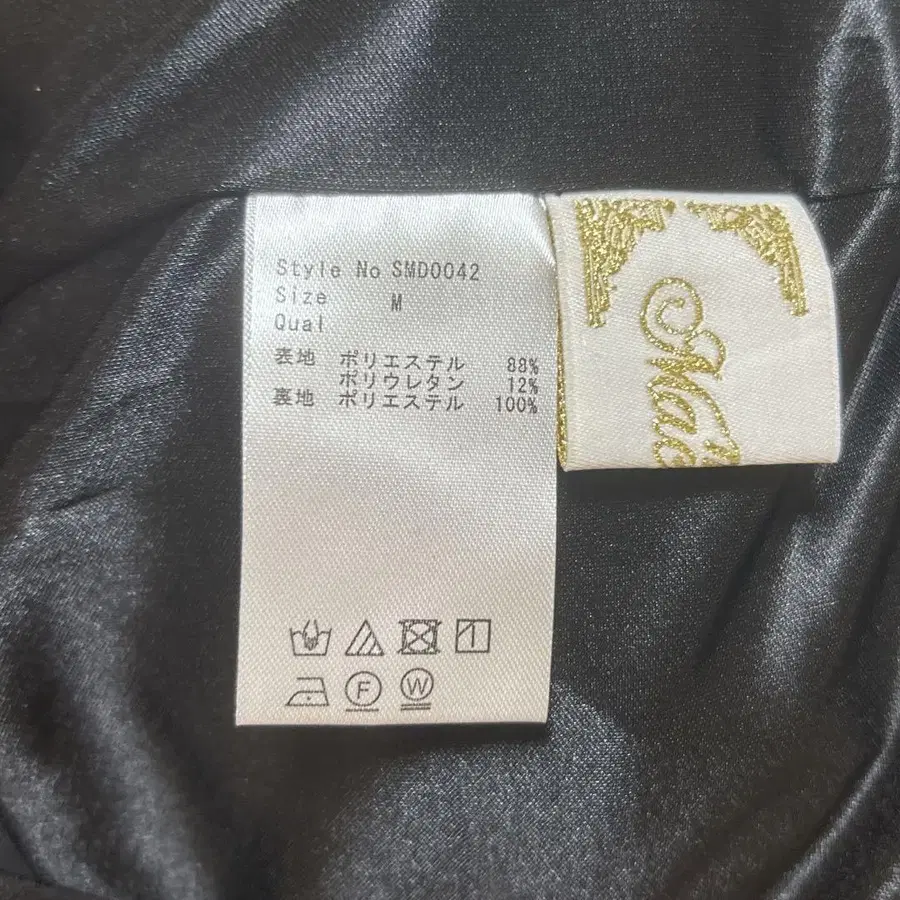 Style No SMD0042
Size M
Qual
表地 ポリエステル 88%
ポリウレタン 12%
裏地 ポリエステル 100%
F
W